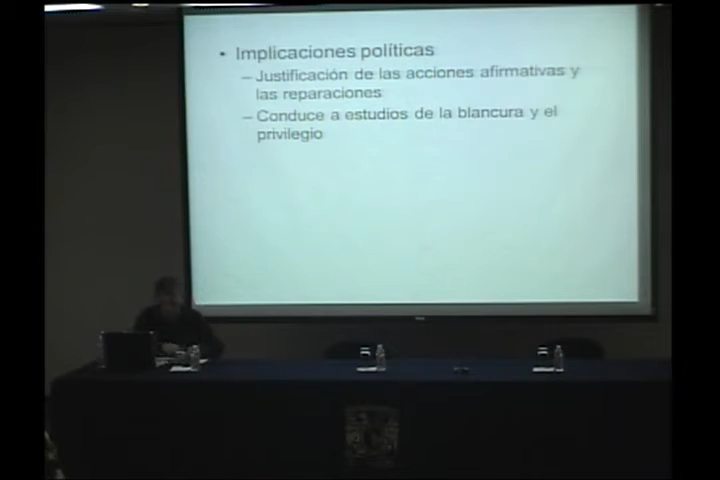 • Implicaciones políticas
– Justificación de las acciones afirmativas y
las reparaciones
– Conduce a estudios de la blancura y el
privilegio